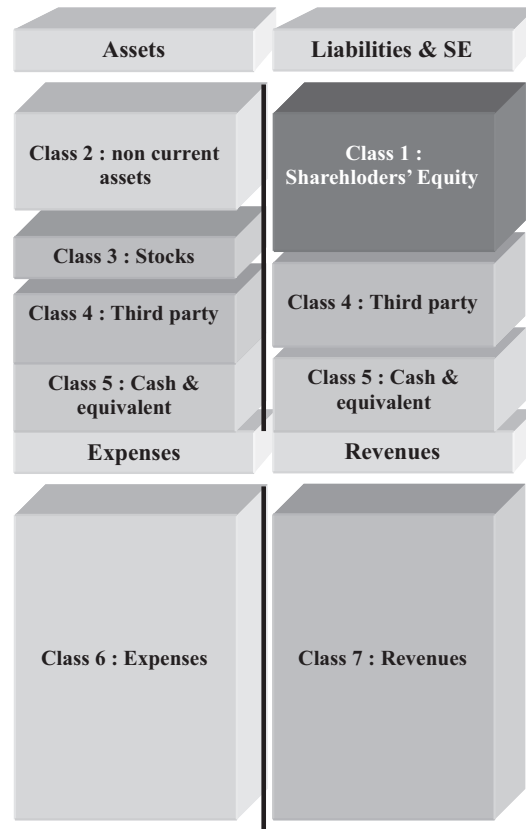 Assets
Liabilities & SE
Class 2 : non current
assets
Class 3 : Stocks
Class 4 : Third party
Class 5 : Cash &
equivalent
Class 1 :
Sharehloders’ Equity
Class 4 : Third party
Class 5 : Cash &
equivalent
Expenses
Revenues
Class 6 : Expenses
Class 7 : Revenues